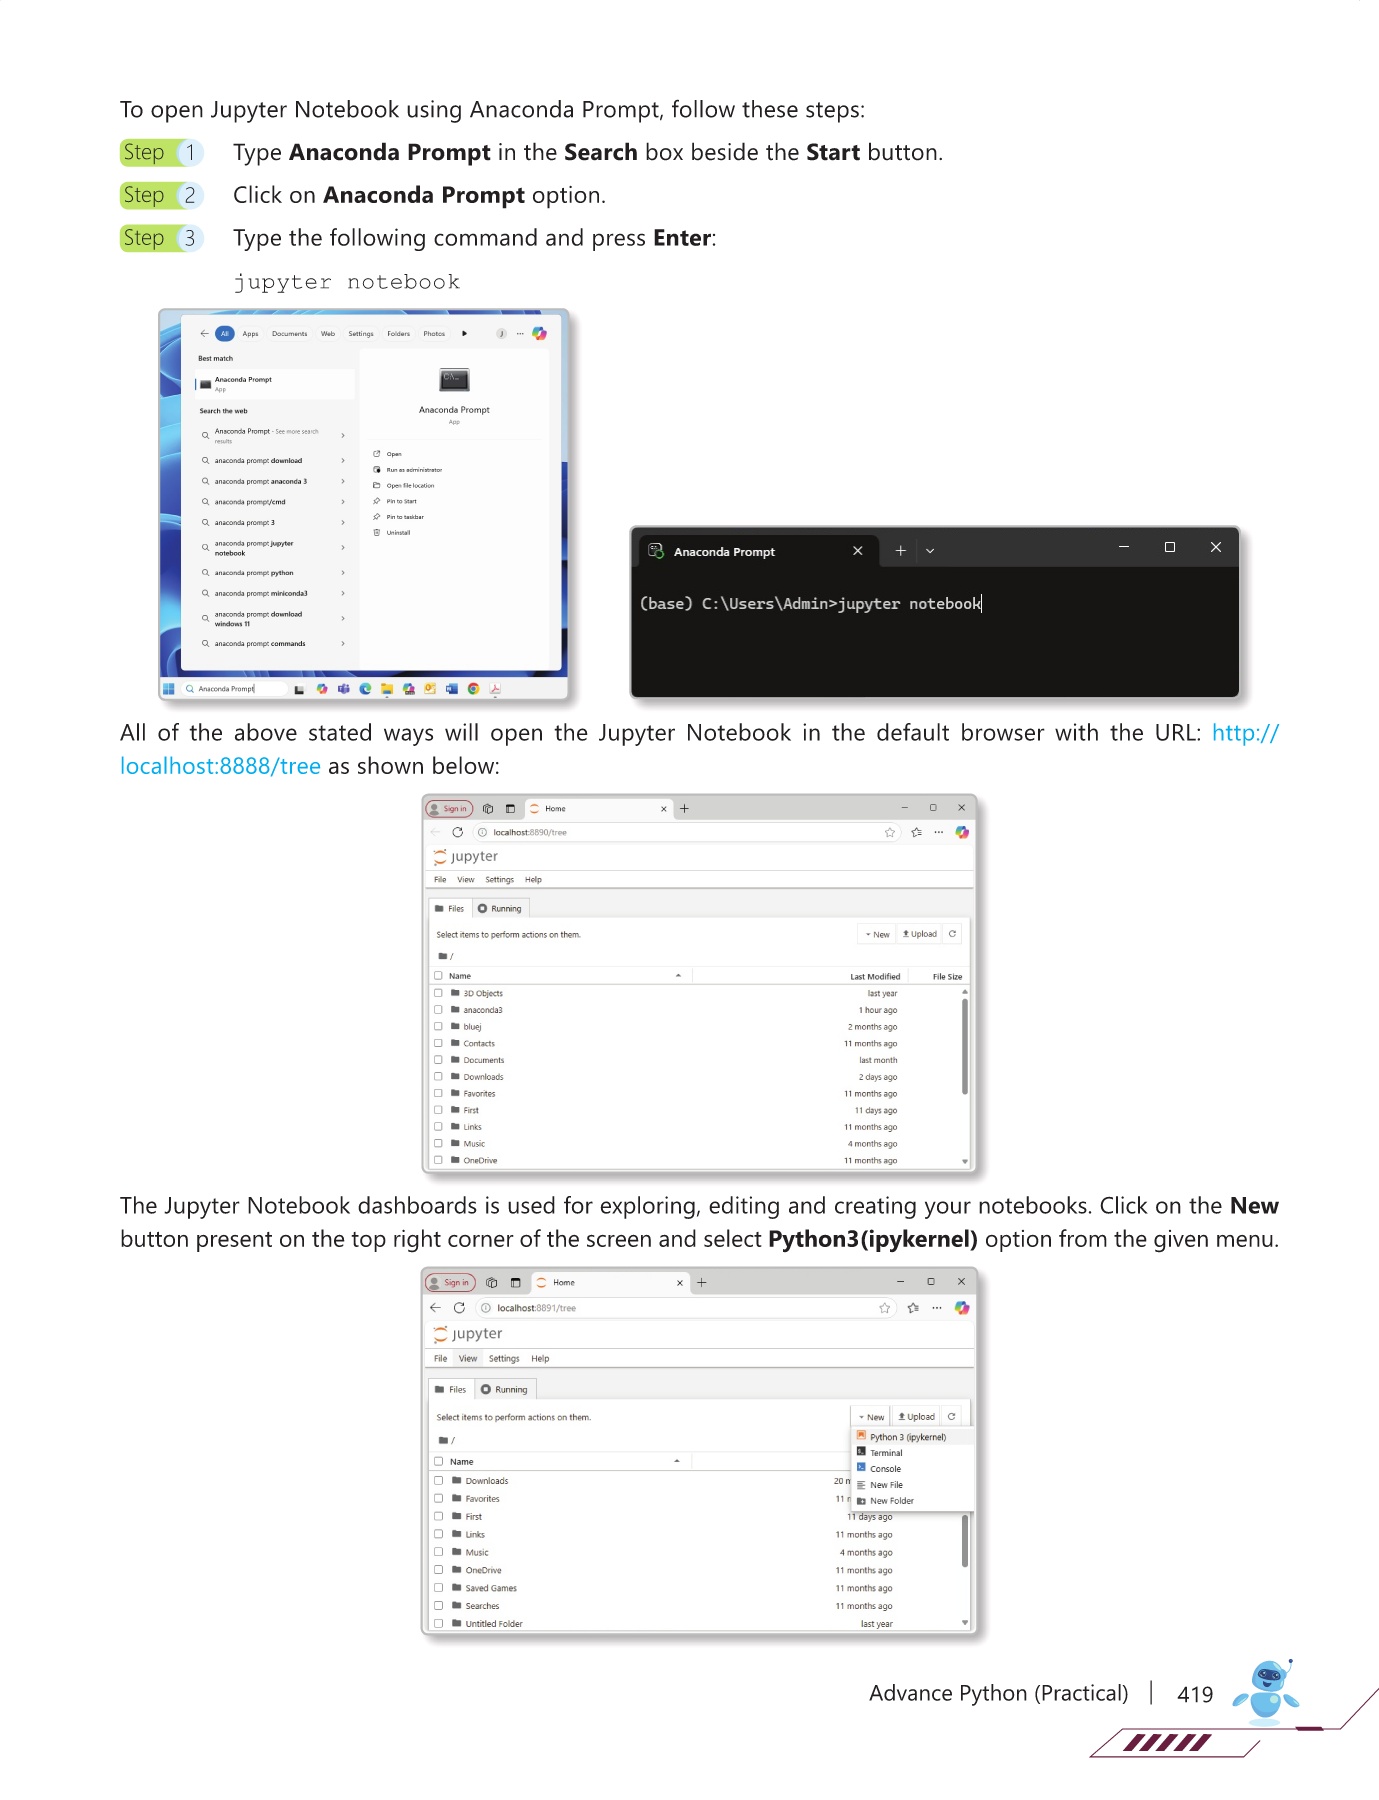 To open Jupyter Notebook using Anaconda Prompt, follow these steps:
Step 1 Type Anaconda Prompt in the Search box beside the Start button.
Step 2 Click on Anaconda Prompt option.
Step 3 Type the following command and press Enter:
jupyter notebook
All Apps Documents Web Settings Folders Photos J ...
Best match
Anaconda Prompt
App
Search the web
Anaconda Prompt - See more search
results
anaconda prompt download
anaconda prompt anaconda 3
anaconda prompt/cmd
anaconda prompt 3
anaconda prompt jupyter
notebook
anaconda prompt python
anaconda prompt miniconda3
anaconda prompt download
windows 11
anaconda prompt commands
Anaconda Prompt
App
Open
Run as administrator
Open file location
Pin to Start
Pin to taskbar
Uninstall
Anaconda Prompt
Anaconda Prompt
(base) C:\Users\Admin>jupyter notebook
All of the above stated ways will open the Jupyter Notebook in the default browser with the URL: http://
localhost:8888/tree as shown below:
Sign in Home
localhost:8890/tree
jupyter
File View Settings Help
Files Running
Select items to perform actions on them. New Upload
/
Name Last Modified File Size
3D Objects last year
anaconda3 1 hour ago
bluej 2 months ago
Contacts 11 months ago
Documents last month
Downloads 2 days ago
Favorites 11 months ago
First 11 days ago
Links 11 months ago
Music 4 months ago
OneDrive 11 months ago
The Jupyter Notebook dashboards is used for exploring, editing and creating your notebooks. Click on the New
button present on the top right corner of the screen and select Python3(ipykernel) option from the given menu.
Sign in Home
localhost:8891/tree
jupyter
File View Settings Help
Files Running
Select items to perform actions on them. New Upload
/
Python 3 (ipykernel)
Terminal
Console
New File
New Folder
Name
Downloads 20 m
Favorites 11 r
First 11 days ago
Links 11 months ago
Music 4 months ago
OneDrive 11 months ago
Saved Games 11 months ago
Searches 11 months ago
Untitled Folder last year
Advance Python (Practical) | 419